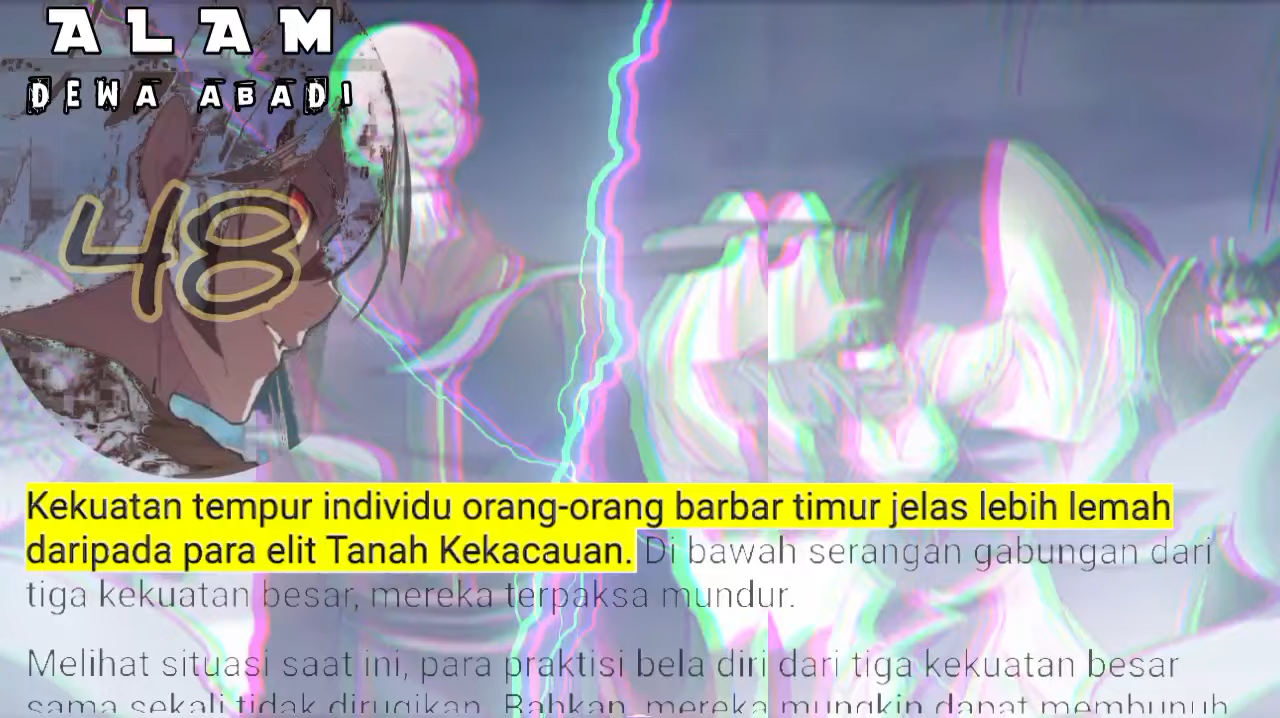 ALAM
DEWA ABADI
48
Kekuatan tempur individu orang-orang barbar timur jelas lebih lemah
daripada para elit Tanah Kekacauan. Di bawah serangan gabungan dari
tiga kekuatan besar, mereka terpaksa mundur.
Melihat situasi saat ini, para praktisi bela diri dari tiga kekuatan besar
sama sekali tidak dirugikan. Bahkan, mereka mungkin dapat membunuh